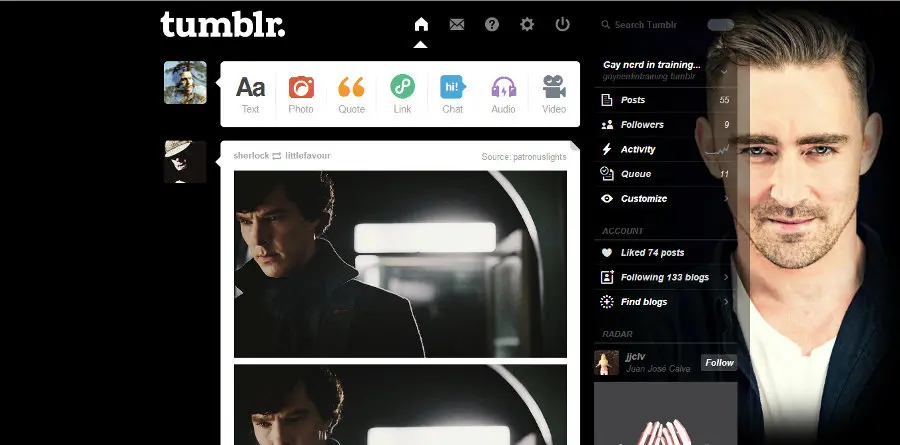 tumblr.
Search Tumblr
Aa
Text
Photo
Quote
Link
hi!
Chat
Audio
Video
sherlock littlefavour
Source: patronuslights
Gay nerd in training...
gaynerdintraining.tumblr
Posts 55
Followers 9
Activity
Queue 11
Customize
ACCOUNT
Liked 74 posts
Following 133 blogs
Find blogs
RADAR
jjclv
Juan José Calva
Follow